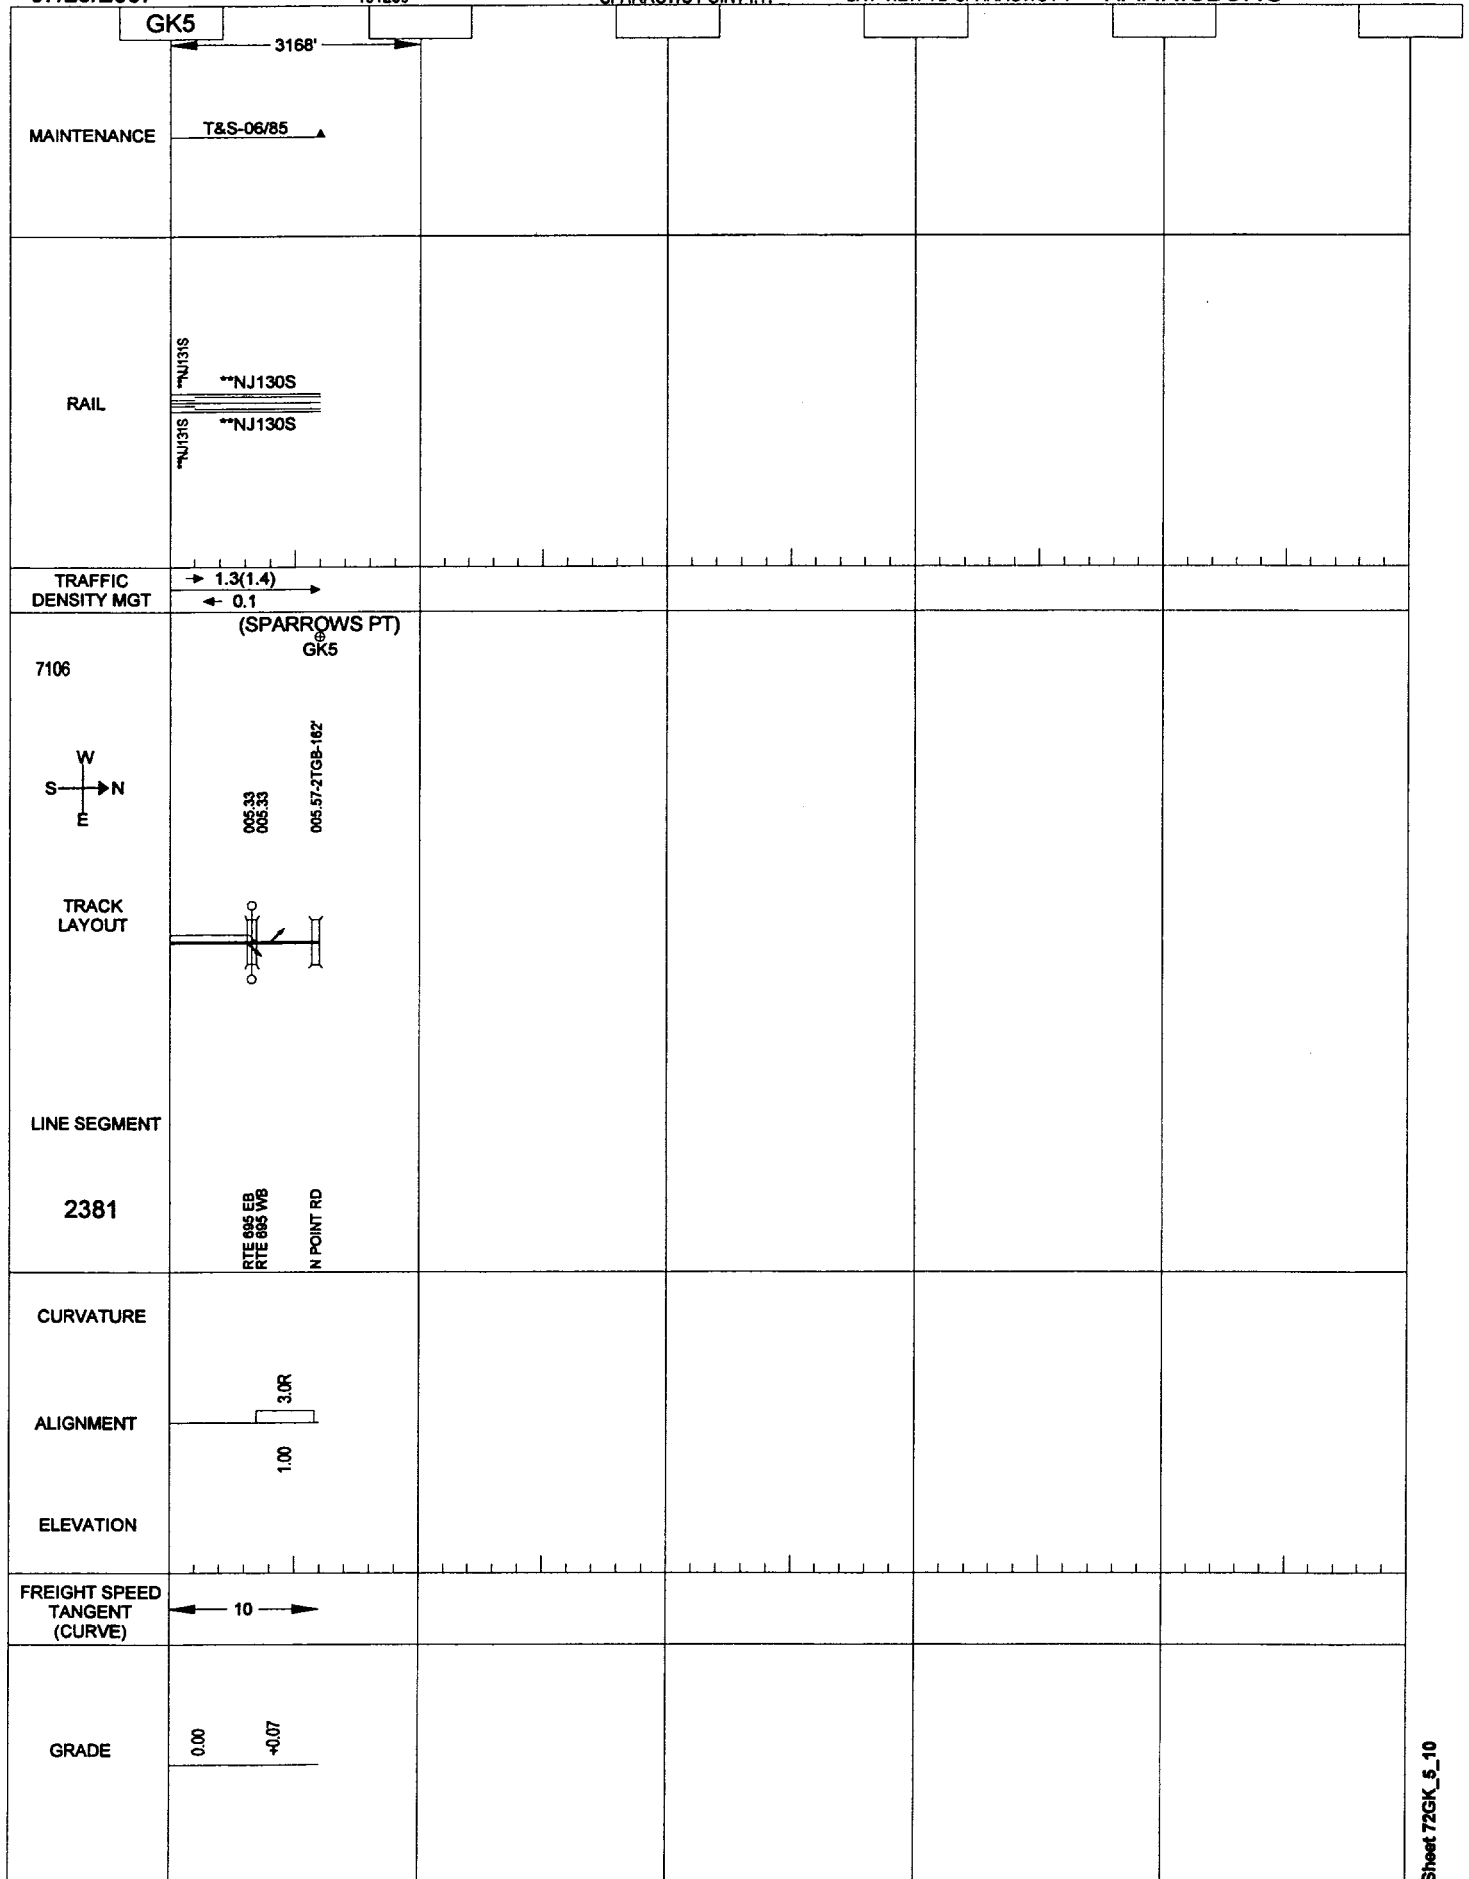 GK5
3168'
MAINTENANCE
T&S-06/85
RAIL
**NJ131S
**NJ130S
**NJ131S
**NJ130S
TRAFFIC
DENSITY MGT
1.3(1.4)
0.1
(SPARROWS PT)
GK5
7106
W
S N
E
005.33
005.33
005.57-2TGB-162'
TRACK
LAYOUT
LINE SEGMENT
2381
RTE 695 EB
RTE 695 WB
N POINT RD
CURVATURE
3.0R
ALIGNMENT
1.00
ELEVATION
FREIGHT SPEED
TANGENT
(CURVE)
10
GRADE
0.00
+0.07
Sheet 72GK_5_10